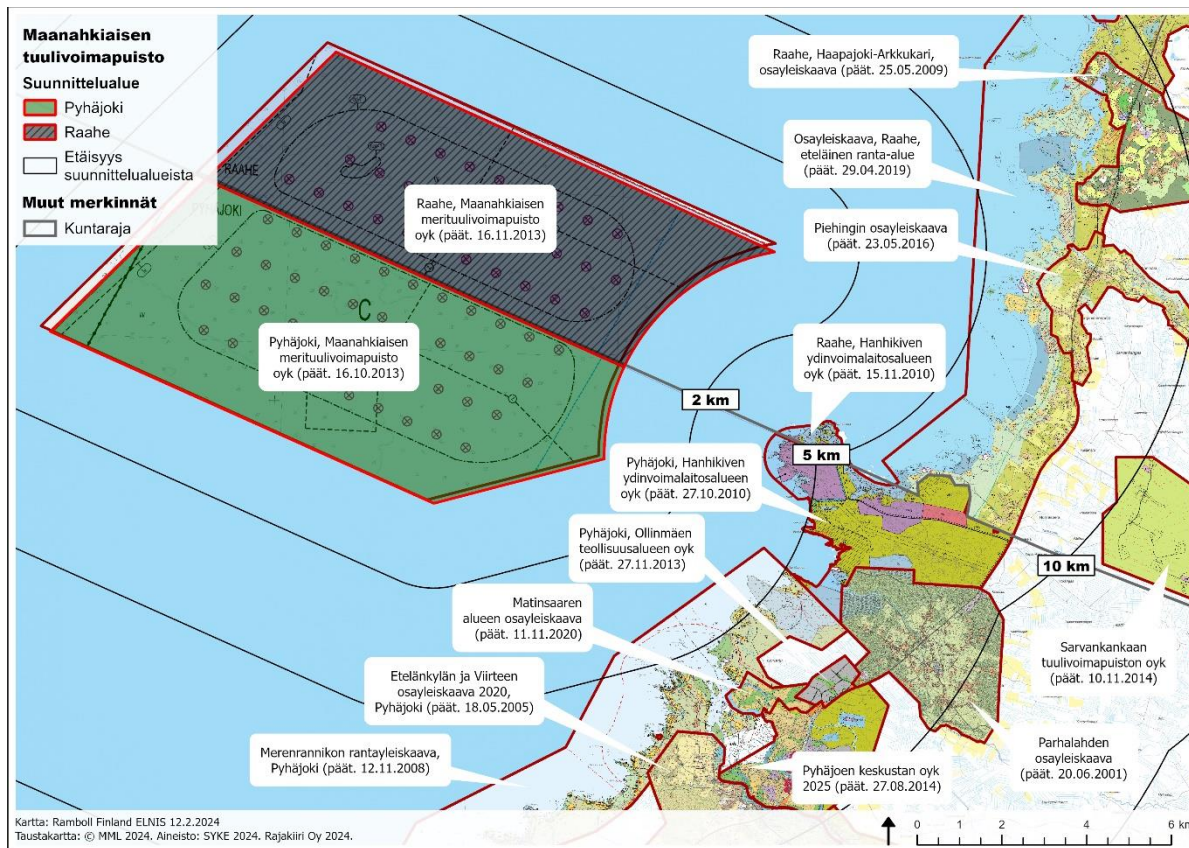 Maanahkiaisen
tuulivoimapuisto
Suunnittelualue
Pyhäjoki
Raahe
Etäisyys
suunnittelualueista
Muut merkinnät
Kuntaraja
Raahe, Haapajoki-Arkkukari,
osayleiskaava (päät. 25.05.2009)
Osayleiskaava, Raahe,
eteläinen ranta-alue
(päät. 29.04.2019)
Piehingin osayleiskaava
(päät. 23.05.2016)
RAAHE
PYHÄJOKI
Raahe, Maanahkiaisen
merituulivoimapuisto
oyk (päät. 16.11.2013)
C
Pyhäjoki, Maanahkiaisen
merituulivoimapuisto
oyk (päät. 16.10.2013)
Raahe, Hanhikiven
ydinvoimalaitosalueen
oyk (päät. 15.11.2010)
2 km
5 km
Pyhäjoki, Hanhikiven
ydinvoimalaitosalueen
oyk (päät. 27.10.2010)
Pyhäjoki, Ollinmäen
teollisuusalueen oyk
(päät. 27.11.2013)
10 km
Matinsaaren
alueen osayleiskaava
(päät. 11.11.2020)
Sarvankankaan
tuulivoimapuiston oyk
(päät. 10.11.2014)
Etelänkylän ja Viirteen
osayleiskaava 2020,
Pyhäjoki (päät. 18.05.2005)
Merenrannikon rantayleiskaava,
Pyhäjoki (päät. 12.11.2008)
Pyhäjoen keskustan oyk
2025 (päät. 27.08.2014)
Parhalahden
osayleiskaava
(päät. 20.06.2001)
Kartta: Ramboll Finland ELNIS 12.2.2024
Taustakartta: © MML 2024. Aineisto: SYKE 2024. Rajakiiri Oy 2024.
0 1 2 4 6 km